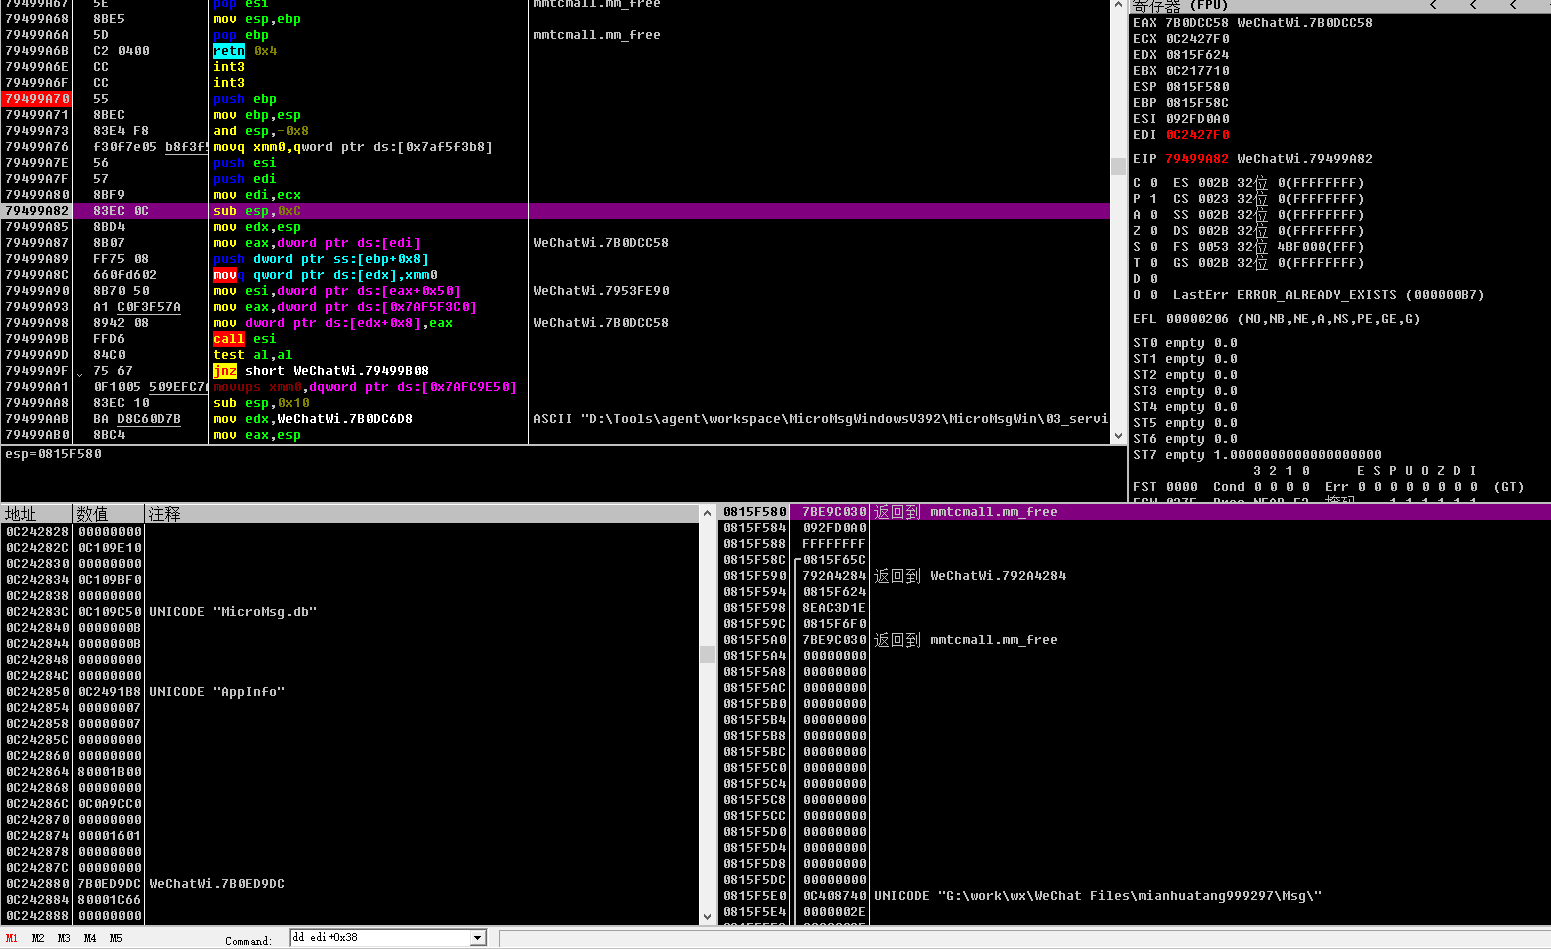 79499A67 5E pop esi mmtcmall.mm_free
79499A68 8BE5 mov esp,ebp
79499A6A 5D pop ebp mmtcmall.mm_free
79499A6B C2 0400 retn 0x4
79499A6E CC int3
79499A6F CC int3
79499A70 55 push ebp
79499A71 8BEC mov ebp,esp
79499A73 83E4 F8 and esp,-0x8
79499A76 f30f7e05 b8f3f5 movq xmm0,qword ptr ds:[0x7af5f3b8]
79499A7E 56 push esi
79499A7F 57 push edi
79499A80 8BF9 mov edi,ecx
79499A82 83EC 0C sub esp,0xC
79499A85 8BD4 mov edx,esp
79499A87 8B07 mov eax,dword ptr ds:[edi] WeChatWi.7B0DCC58
79499A89 FF75 08 push dword ptr ss:[ebp+0x8]
79499A8C 660fd602 movq qword ptr ds:[edx],xmm0
79499A90 8B70 50 mov esi,dword ptr ds:[eax+0x50] WeChatWi.7953FE90
79499A93 A1 C0F3F57A mov eax,dword ptr ds:[0x7AF5F3C0]
79499A98 8942 08 mov dword ptr ds:[edx+0x8],eax WeChatWi.7B0DCC58
79499A9B FFD6 call esi
79499A9D 84C0 test al,al
79499A9F 75 67 jnz short WeChatWi.79499B08
79499AA1 0F1005 509EFC7A movups xmm0,dqword ptr ds:[0x7AFC9E50]
79499AA8 83EC 10 sub esp,0x10
79499AAB BA D8C60D7B mov edx,WeChatWi.7B0DC6D8 ASCII "D:\Tools\agent\workspace\MicroMsgWindowsV392\MicroMsgWin\03_servi
79499AB0 8BC4 mov eax,esp
esp=0815F580
寄存器 (FPU) < < <
EAX 7B0DCC58 WeChatWi.7B0DCC58
ECX 0C2427F0
EDX 0815F624
EBX 0C217710
ESP 0815F580
EBP 0815F58C
ESI 092FD0A0
EDI 0C2427F0
EIP 79499A82 WeChatWi.79499A82
C 0 ES 002B 32位 0(FFFFFFFF)
P 1 CS 0023 32位 0(FFFFFFFF)
A 0 SS 002B 32位 0(FFFFFFFF)
Z 0 DS 002B 32位 0(FFFFFFFF)
S 0 FS 0053 32位 4BF000(FFF)
T 0 GS 002B 32位 0(FFFFFFFF)
D 0
O 0 LastErr ERROR_ALREADY_EXISTS (000000B7)
EFL 00000206 (NO,NB,NE,A,NS,PE,GE,G)
ST0 empty 0.0
ST1 empty 0.0
ST2 empty 0.0
ST3 empty 0.0
ST4 empty 0.0
ST5 empty 0.0
ST6 empty 0.0
ST7 empty 1.0000000000000000000
3 2 1 0 E S P U O Z D I
FST 0000 Cond 0 0 0 0 Err 0 0 0 0 0 0 0 0 (GT)
地址 数值 注释
0C242828 00000000
0C24282C 0C109E10
0C242830 00000000
0C242834 0C109BF0
0C242838 00000000
0C24283C 0C109C50 UNICODE "MicroMsg.db"
0C242840 0000000B
0C242844 0000000B
0C242848 00000000
0C24284C 00000000
0C242850 0C2491B8 UNICODE "AppInfo"
0C242854 00000007
0C242858 00000007
0C24285C 00000000
0C242860 00000000
0C242864 80001B00
0C242868 00000000
0C24286C 0C0A9CC0
0C242870 00000000
0C242874 00001601
0C242878 00000000
0C24287C 00000000
0C242880 7B0ED9DC WeChatWi.7B0ED9DC
0C242884 80001C66
0C242888 00000000
0815F580 7BE9C030 返回到 mmtcmall.mm_free
0815F584 092FD0A0
0815F588 FFFFFFFF
0815F58C 0815F65C
0815F590 792A4284 返回到 WeChatWi.792A4284
0815F594 0815F624
0815F598 8EAC3D1E
0815F59C 0815F6F0
0815F5A0 7BE9C030 返回到 mmtcmall.mm_free
0815F5A4 00000000
0815F5A8 00000000
0815F5AC 00000000
0815F5B0 00000000
0815F5B4 00000000
0815F5B8 00000000
0815F5BC 00000000
0815F5C0 00000000
0815F5C4 00000000
0815F5C8 00000000
0815F5CC 00000000
0815F5D0 00000000
0815F5D4 00000000
0815F5D8 00000000
0815F5DC 00000000
0815F5E0 0C408740 UNICODE "G:\work\wx\WeChat Files\mianhuatang999297\Msg\"
0815F5E4 0000002E
M1 M2 M3 M4 M5 Command: dd edi+0x38